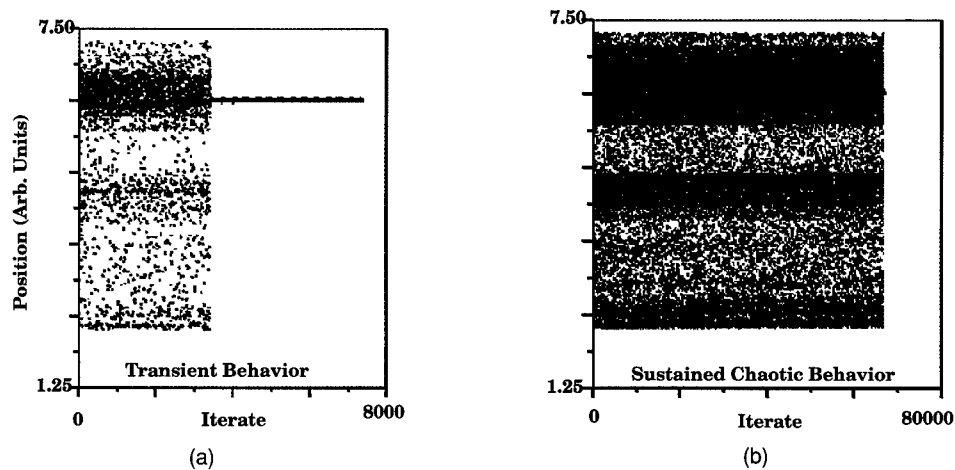 7.50
Position (Arb. Units)
1.25
Transient Behavior
0
Iterate
8000
(a)
7.50
1.25
Sustained Chaotic Behavior
0
Iterate
80000
(b)